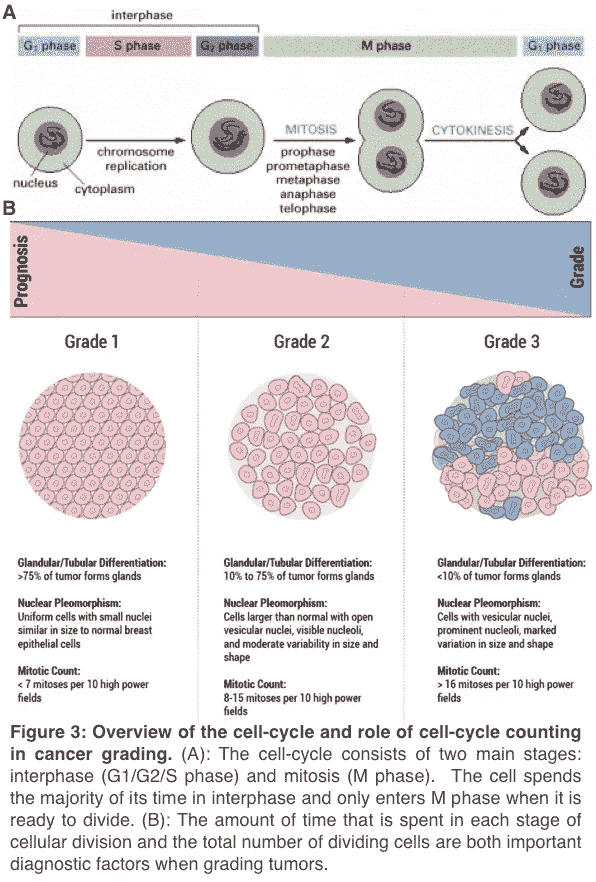 A
interphase
G₁ phase S phase G₂ phase M phase G₁ phase
MITOSIS CYTOKINESIS
chromosome
replication
prophase
prometaphase
metaphase
anaphase
telophase
nucleus
cytoplasm
B
Prognosis
Grade
Grade 1
Grade 2
Grade 3
Glandular/Tubular Differentiation:
>75% of tumor forms glands
Nuclear Pleomorphism:
Uniform cells with small nuclei
similar in size to normal breast
epithelial cells
Mitotic Count:
< 7 mitoses per 10 high power
fields
Glandular/Tubular Differentiation:
10% to 75% of tumor forms glands
Nuclear Pleomorphism:
Cells larger than normal with open
vesicular nuclei, visible nucleoli,
and moderate variability in size and
shape
Mitotic Count:
8-15 mitoses per 10 high power
fields
Glandular/Tubular Differentiation:
<10% of tumor forms glands
Nuclear Pleomorphism:
Cells with vesicular nuclei,
prominent nucleoli, marked
variation in size and shape
Mitotic Count:
> 16 mitoses per 10 high power
fields
Figure 3: Overview of the cell-cycle and role of cell-cycle counting
in cancer grading. (A): The cell-cycle consists of two main stages:
interphase (G1/G2/S phase) and mitosis (M phase). The cell spends
the majority of its time in interphase and only enters M phase when it is
ready to divide. (B): The amount of time that is spent in each stage of
cellular division and the total number of dividing cells are both important
diagnostic factors when grading tumors.